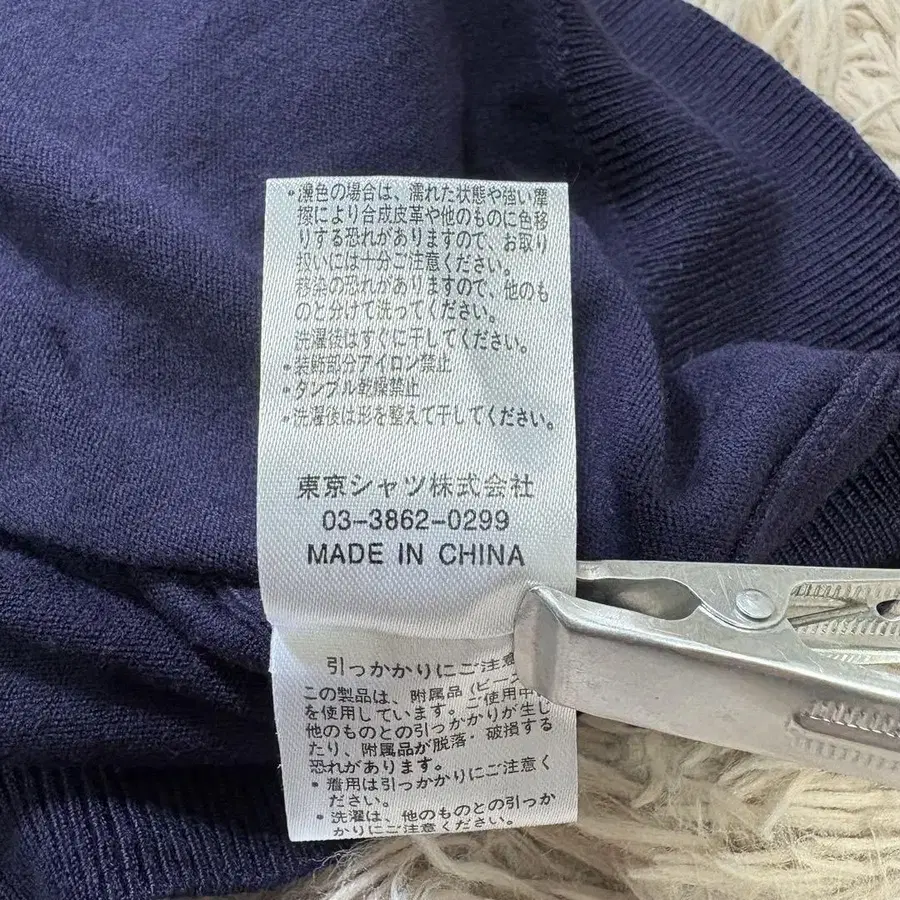 ・濃色の場合は、濡れた状態や強い摩
擦により合成皮革や他のものに色移
りする恐れがありますので、お取り
扱いには十分ご注意ください。
移染の恐れがありますので、他のも
のと分けて洗ってください。
洗濯後はすぐに干してください。
・装飾部分アイロン禁止
・タンブル乾燥禁止
・洗濯後は形を整えて干してください。
東京シャツ株式会社
03-3862-0299
MADE IN CHINA
引っかかりにご注意
この製品は、附属品(ビーズ
を使用しています。ご使用中
他のものとの引っかかりが生じ
たり、附属品が脱落・破損する
恐れがあります。
・着用は引っかかりにご注意く
ださい。
・洗濯は、他のものとの引っか
かりにご注意ください。